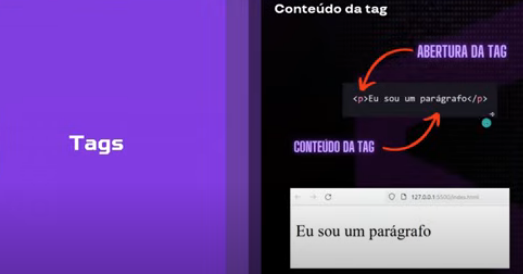 Tags
Conteúdo da tag
ABERTURA DA TAG
<p>Eu sou um parágrafo</p>
CONTEÚDO DA TAG
127.0.0.1:5500/index.html
Eu sou um parágrafo